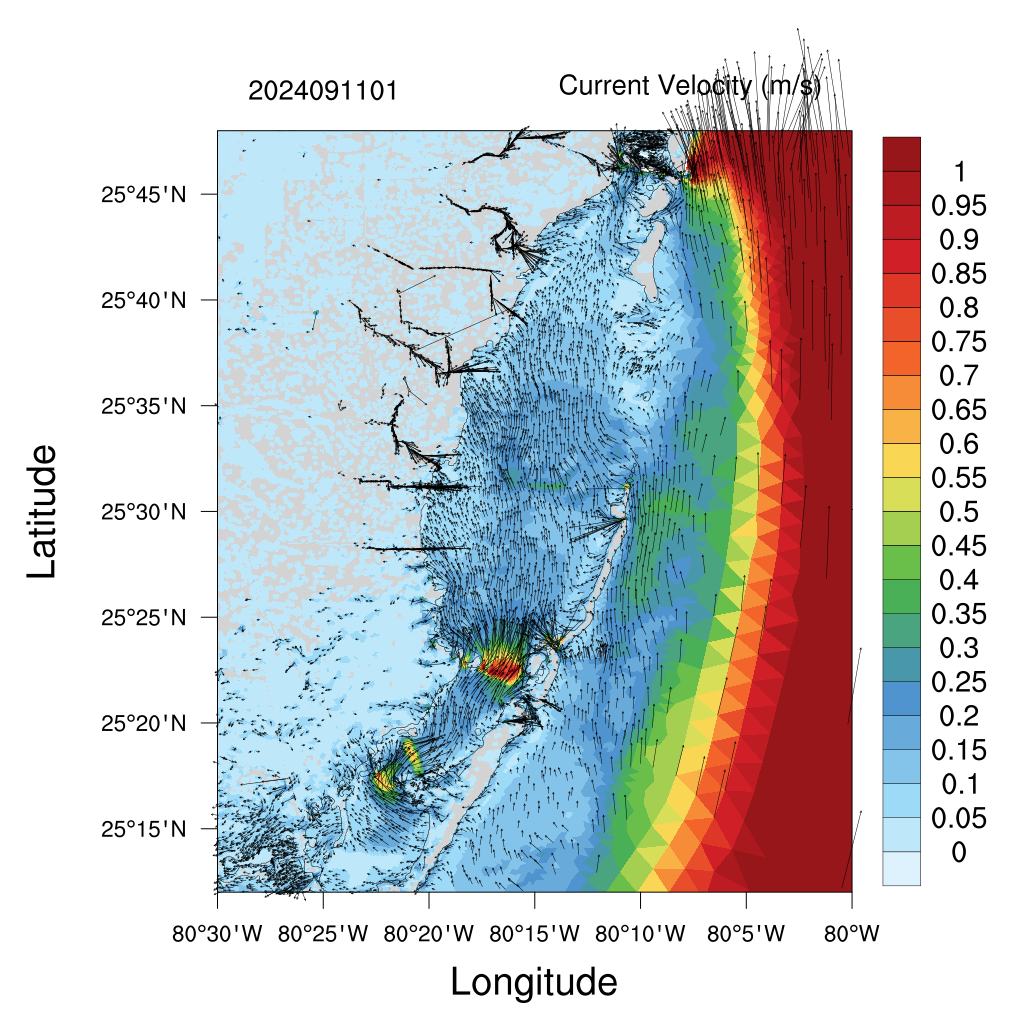 2024091101
Current Velocity (m/s)
Latitude
25°45'N
25°40'N
25°35'N
25°30'N
25°25'N
25°20'N
25°15'N
80°30'W 80°25'W 80°20'W 80°15'W 80°10'W 80°5'W 80°W
Longitude
1
0.95
0.9
0.85
0.8
0.75
0.7
0.65
0.6
0.55
0.5
0.45
0.4
0.35
0.3
0.25
0.2
0.15
0.1
0.05
0